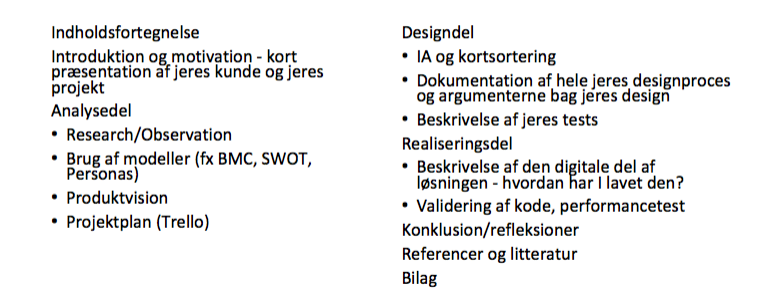 Indholdsfortegnelse
Introduktion og motivation - kort
præsentation af jeres kunde og jeres
projekt
Analysedel
• Research/Observation
• Brug af modeller (fx BMC, SWOT,
Personas)
• Produktvision
• Projektplan (Trello)
Designdel
• IA og kortsortering
• Dokumentation af hele jeres designproces
og argumenterne bag jeres design
• Beskrivelse af jeres tests
Realiseringsdel
• Beskrivelse af den digitale del af
løsningen - hvordan har I lavet den?
• Validering af kode, performancetest
Konklusion/refleksioner
Referencer og litteratur
Bilag